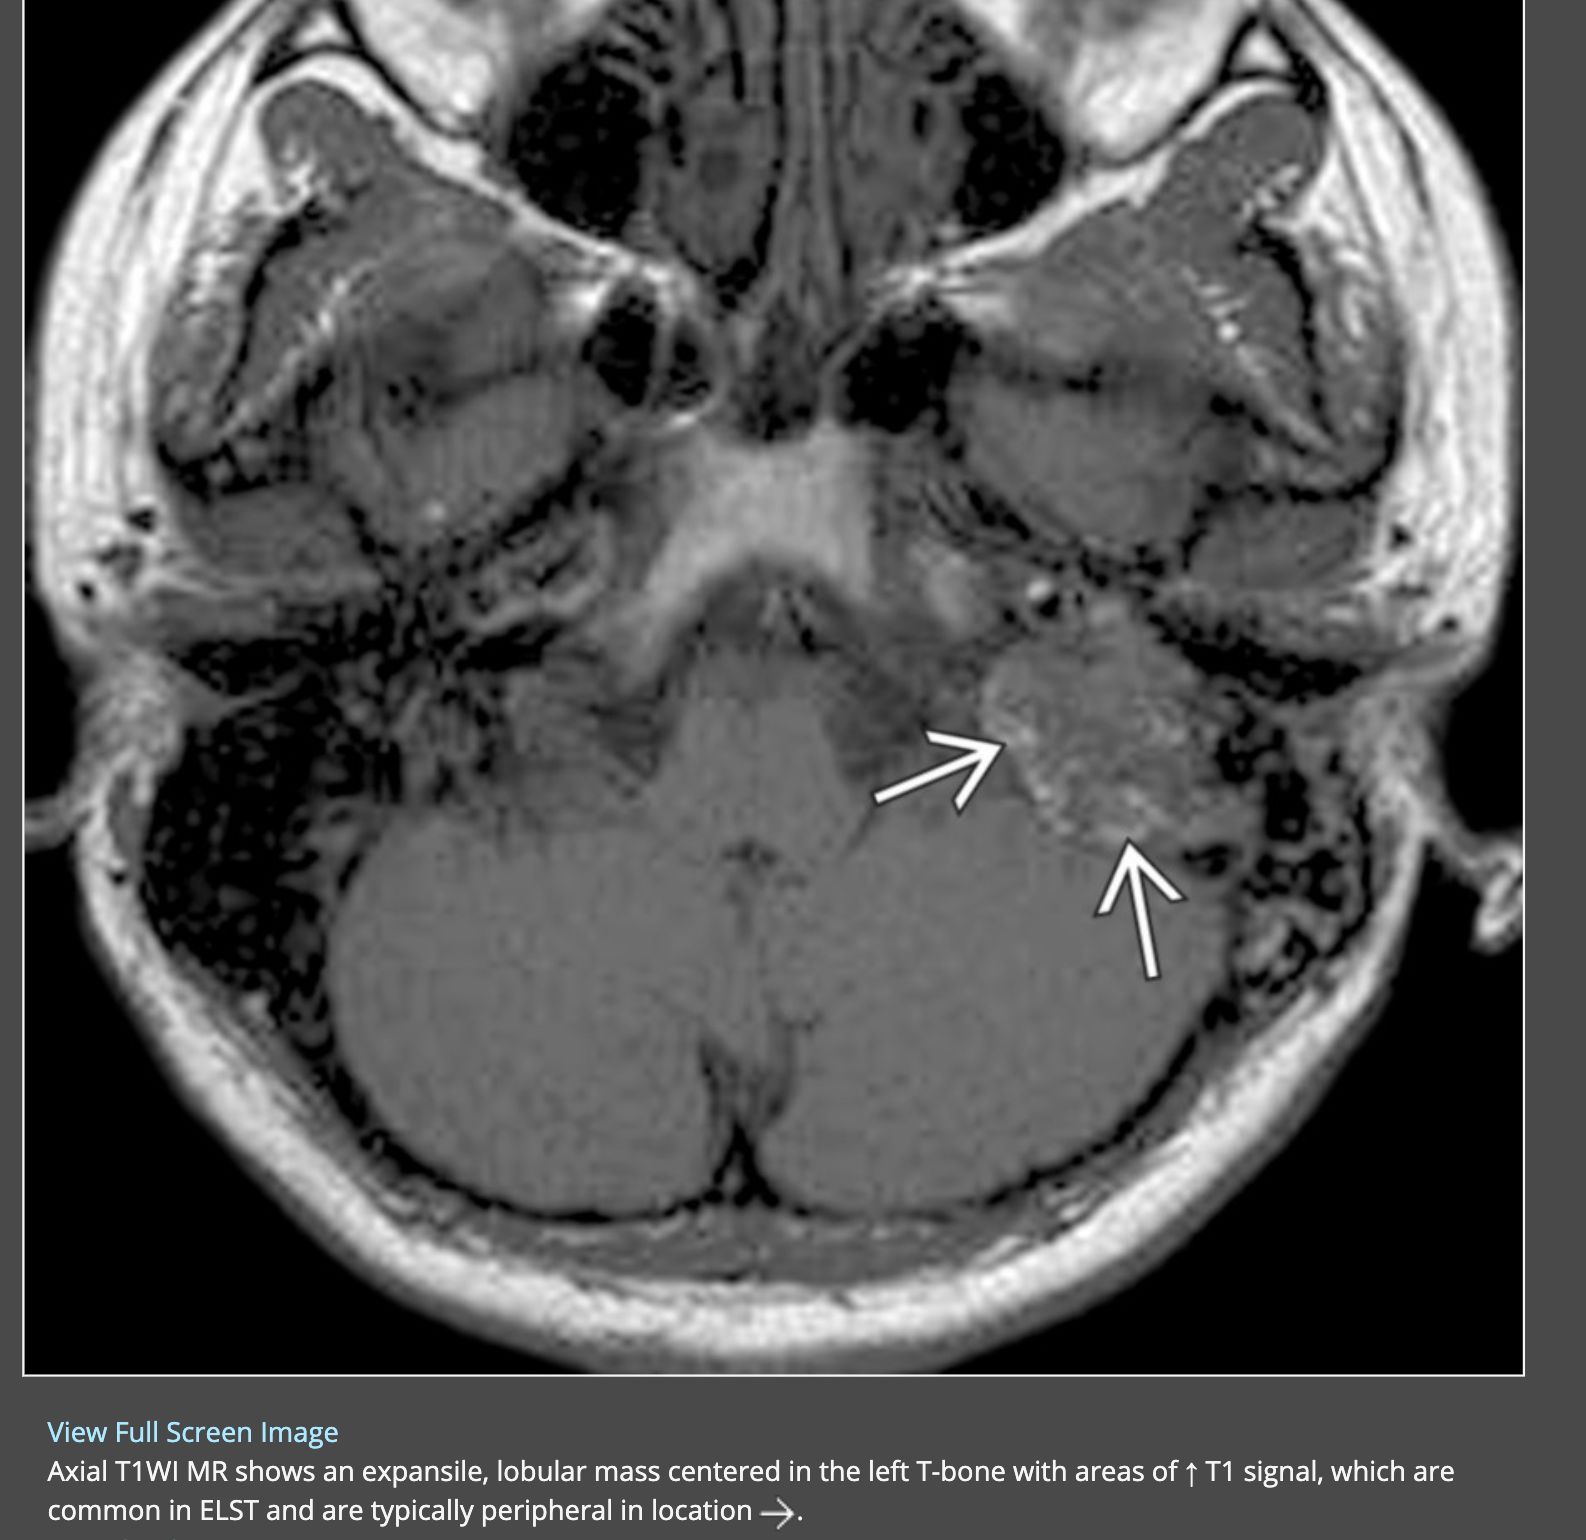 View Full Screen Image
Axial T1WI MR shows an expansile, lobular mass centered in the left T-bone with areas of ↑ T1 signal, which are
common in ELST and are typically peripheral in location →.